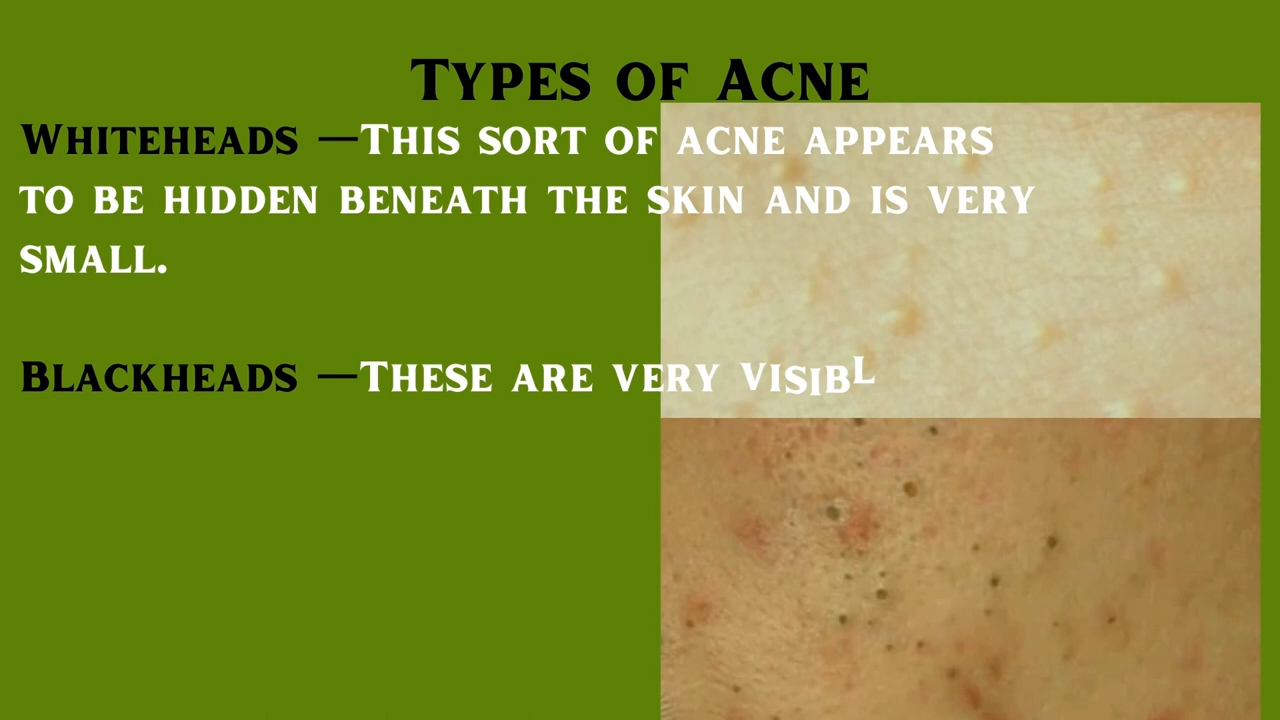 Types of Acne
Whiteheads —This sort of acne appears
to be hidden beneath the skin and is very
small.
Blackheads —These are very visibl